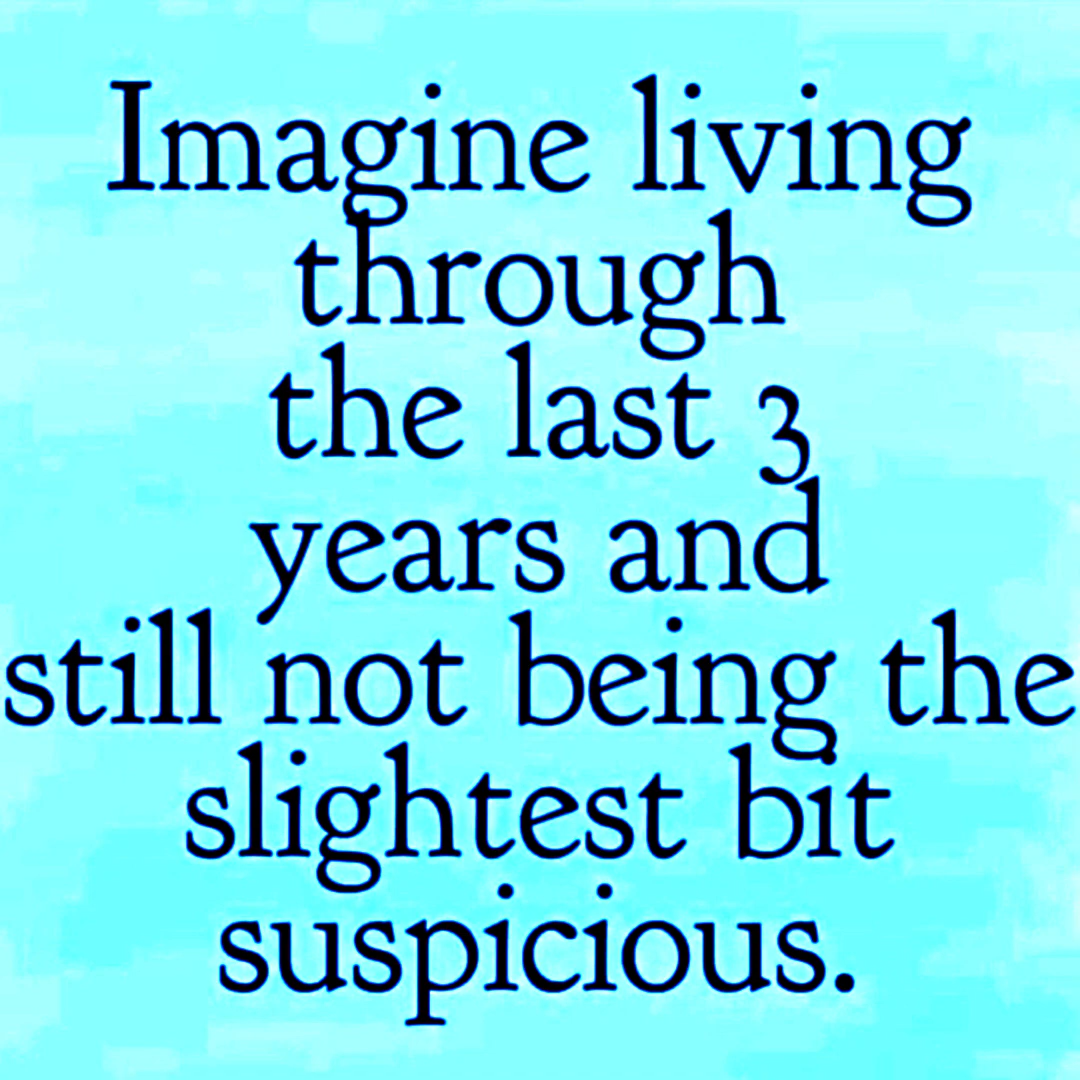 Imagine living
through
the last 3
years and
still not being the
slightest bit
suspicious.